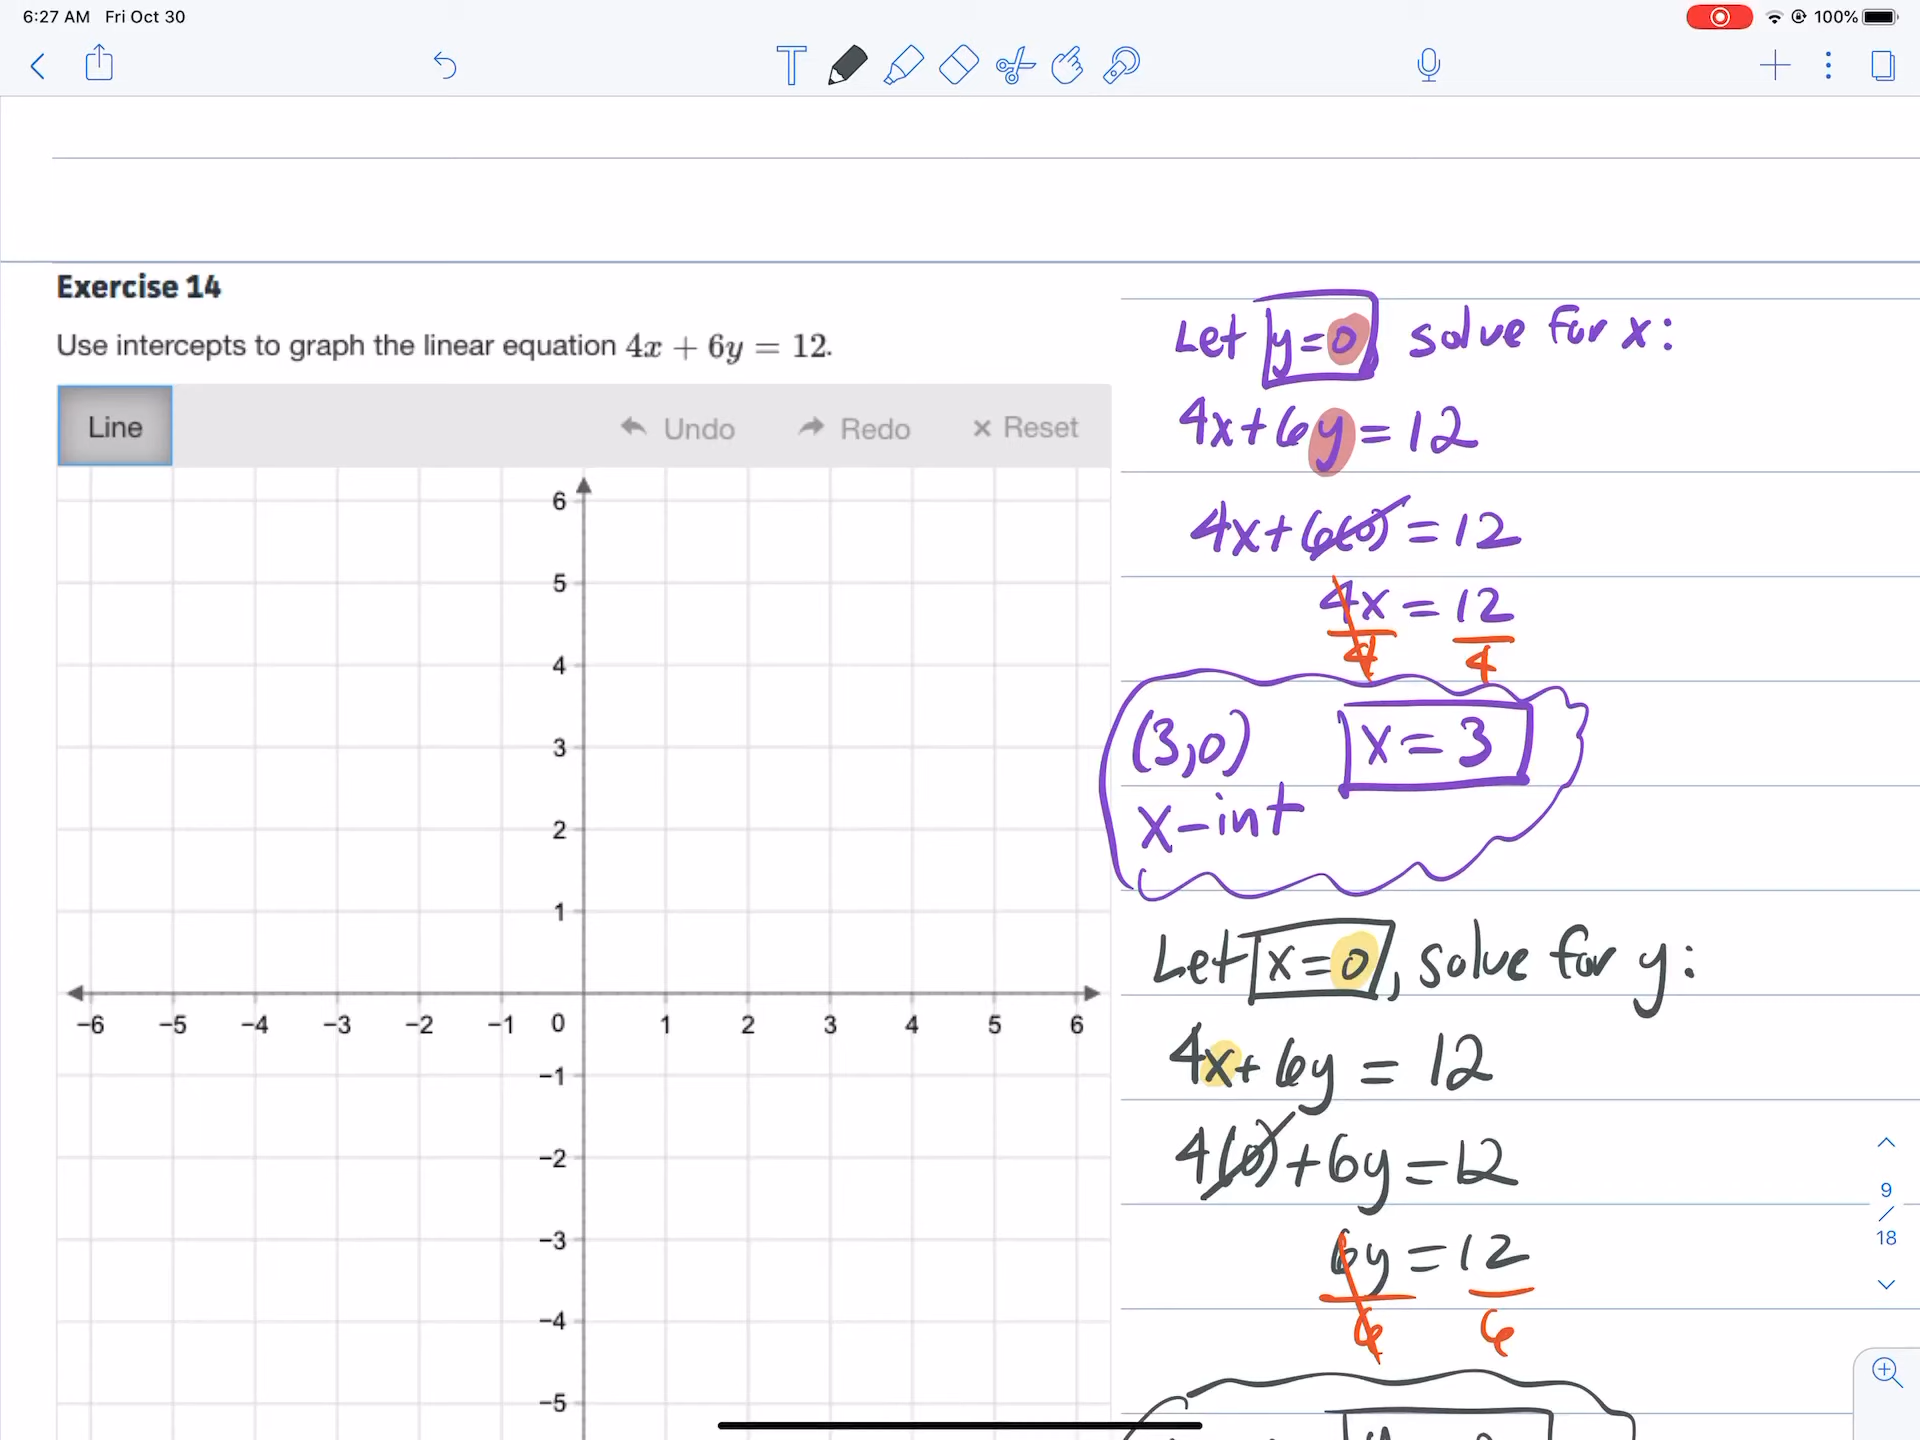 6:27 AM Fri Oct 30
100%
T
Exercise 14
Use intercepts to graph the linear equation 4x + 6y = 12.
Line
Undo
Redo
× Reset
6
5
4
3
2
1
-6 -5 -4 -3 -2 -1 0 1 2 3 4 5 6
-1
-2
-3
-4
-5
Let y=0 solve for x:
4x+6y=12
4x+6(0)=12
4x=12
4 4
(3,0) x=3
x-int
Let x=0, solve for y:
4x+6y=12
4(0)+6y=12
6y=12
6 6
9
/
18